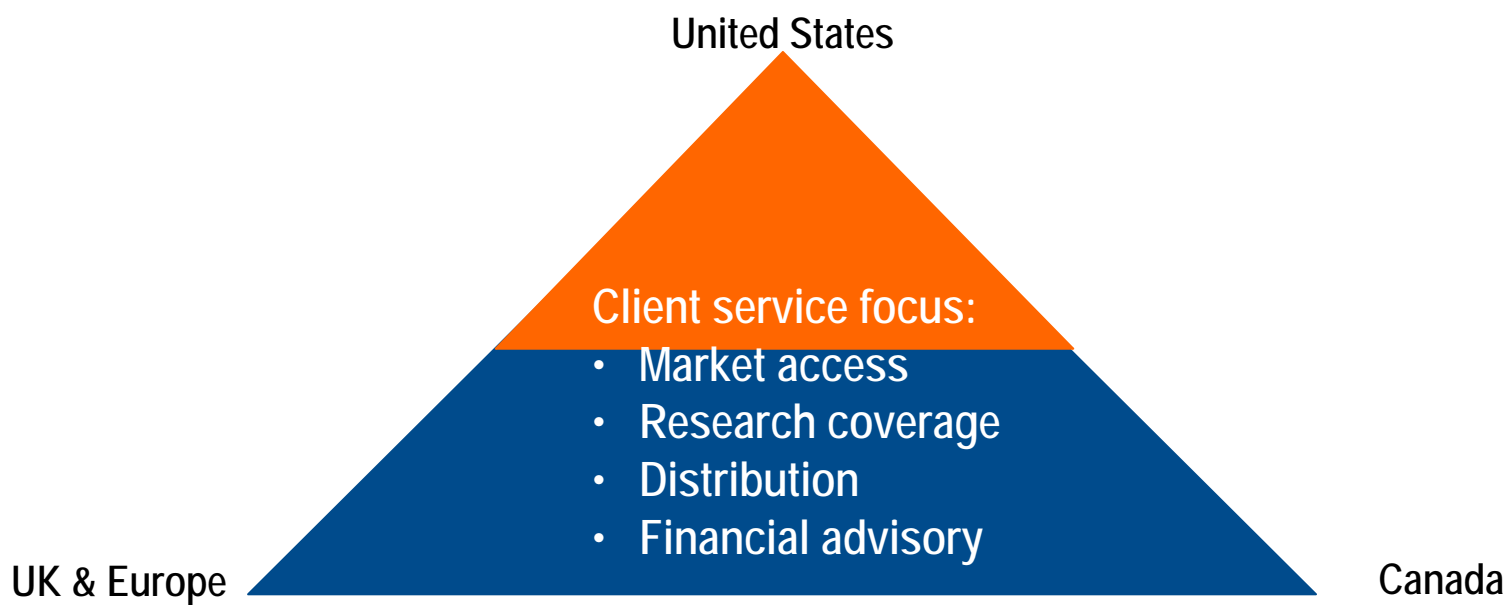 United States
Client service focus:
• Market access
• Research coverage
• Distribution
• Financial advisory
UK & Europe
Canada